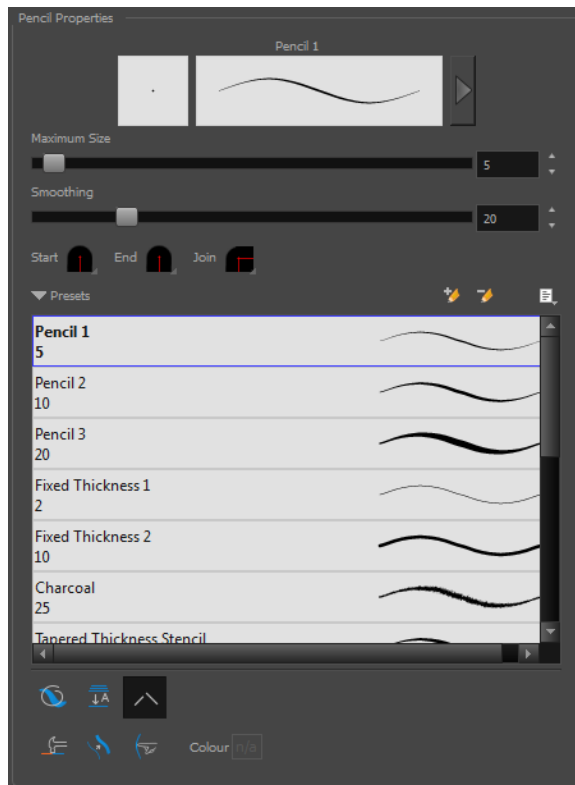 Pencil Properties
Pencil 1
Maximum Size
5
Smoothing
20
Start End Join
Presets
Pencil 1
5
Pencil 2
10
Pencil 3
20
Fixed Thickness 1
2
Fixed Thickness 2
10
Charcoal
25
Tapered Thickness Stencil
A
Colour n/a